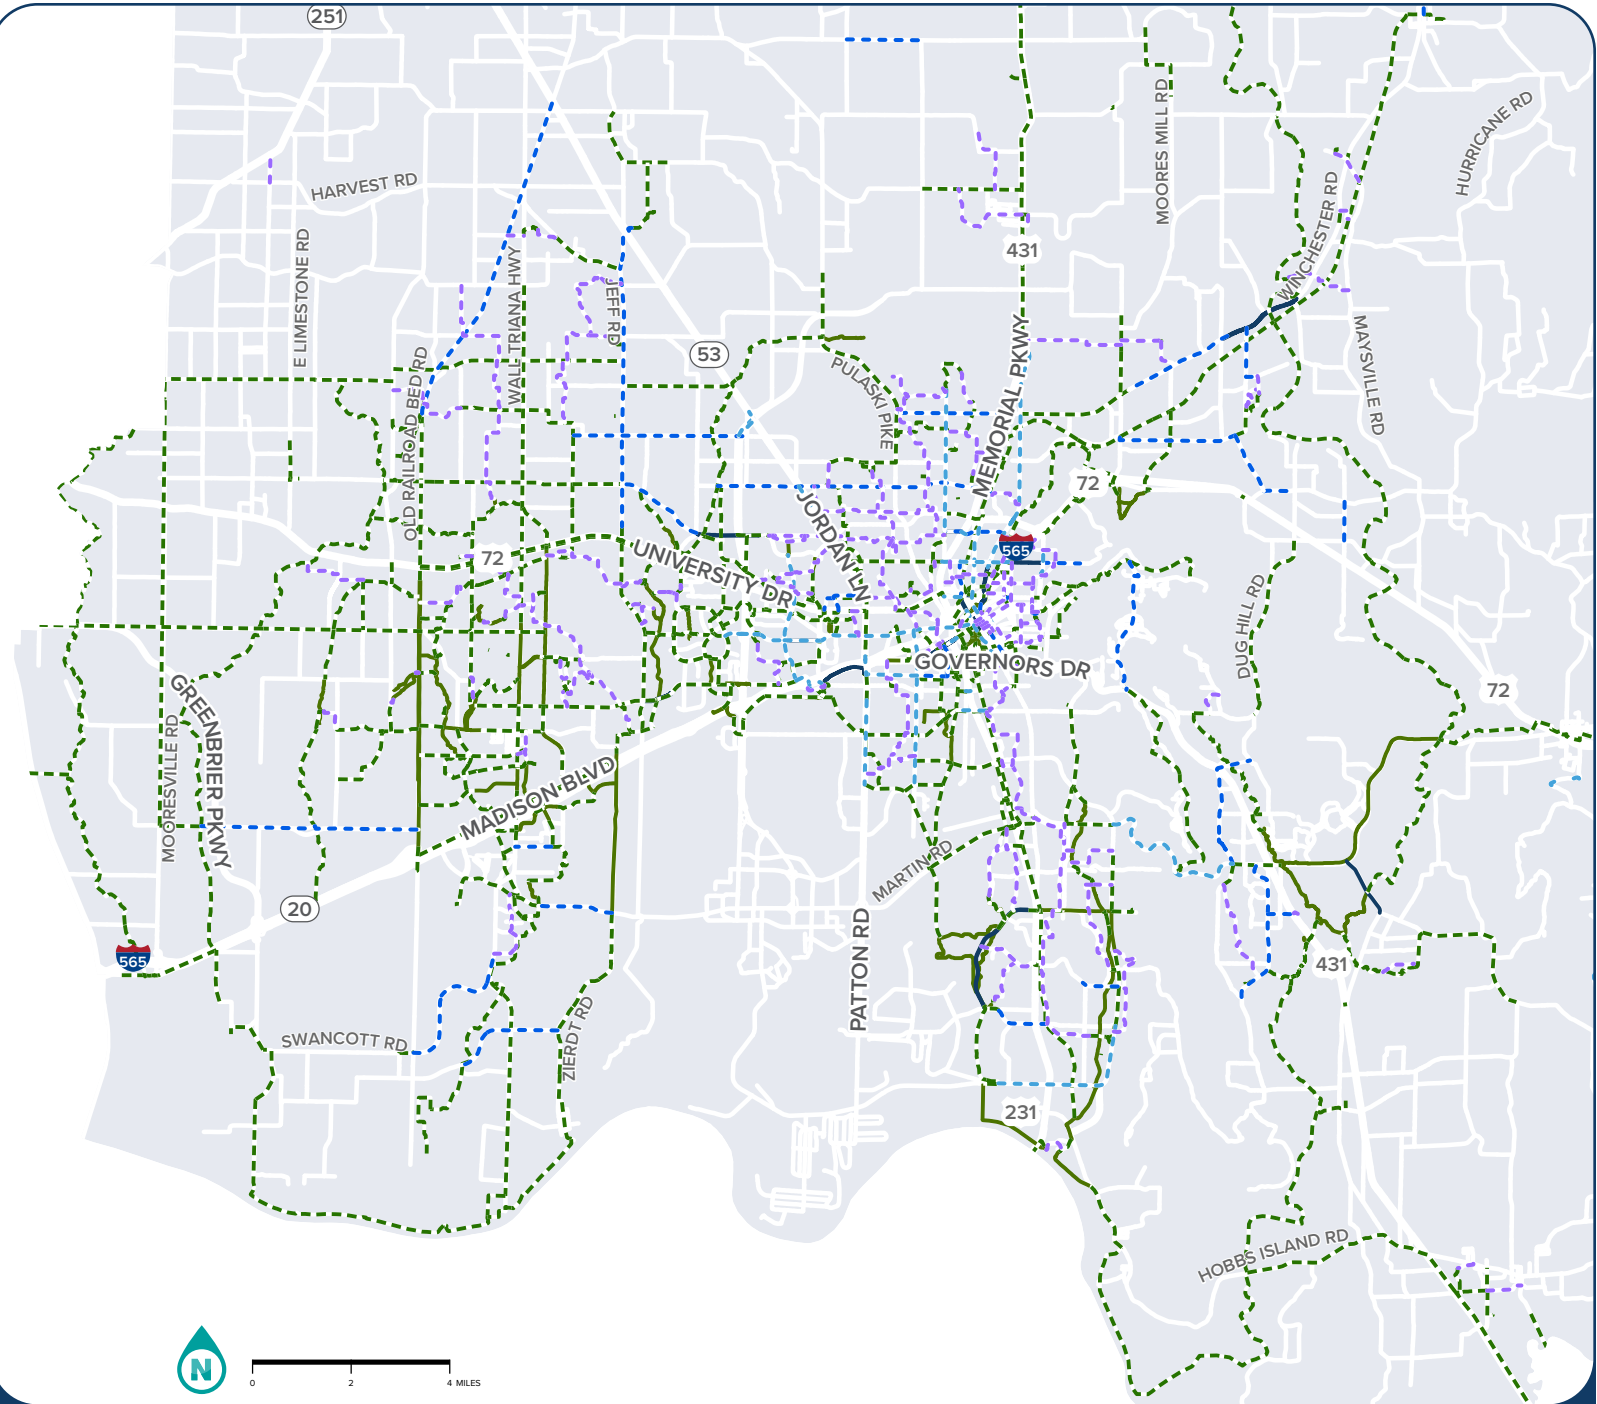 251
HARVEST RD
MOORES MILL RD
HURRICANE RD
WINCHESTER RD
431
E LIMESTONE RD
WALL TRIANA HWY
JEFF RD
53
OLD RAILROAD BED RD
PULASKI PIKE
MEMORIAL PKWY
MAYSVILLE RD
72
JORDAN LN
565
72
UNIVERSITY DR
DUG HILL RD
GOVERNORS DR
72
GREENBRIER PKWY
MOORESVILLE RD
MADISON BLVD
MARTIN RD
20
PATTON RD
565
431
SWANCOTT RD
ZIERDT RD
231
HOBBS ISLAND RD
N
0 2 4 MILES